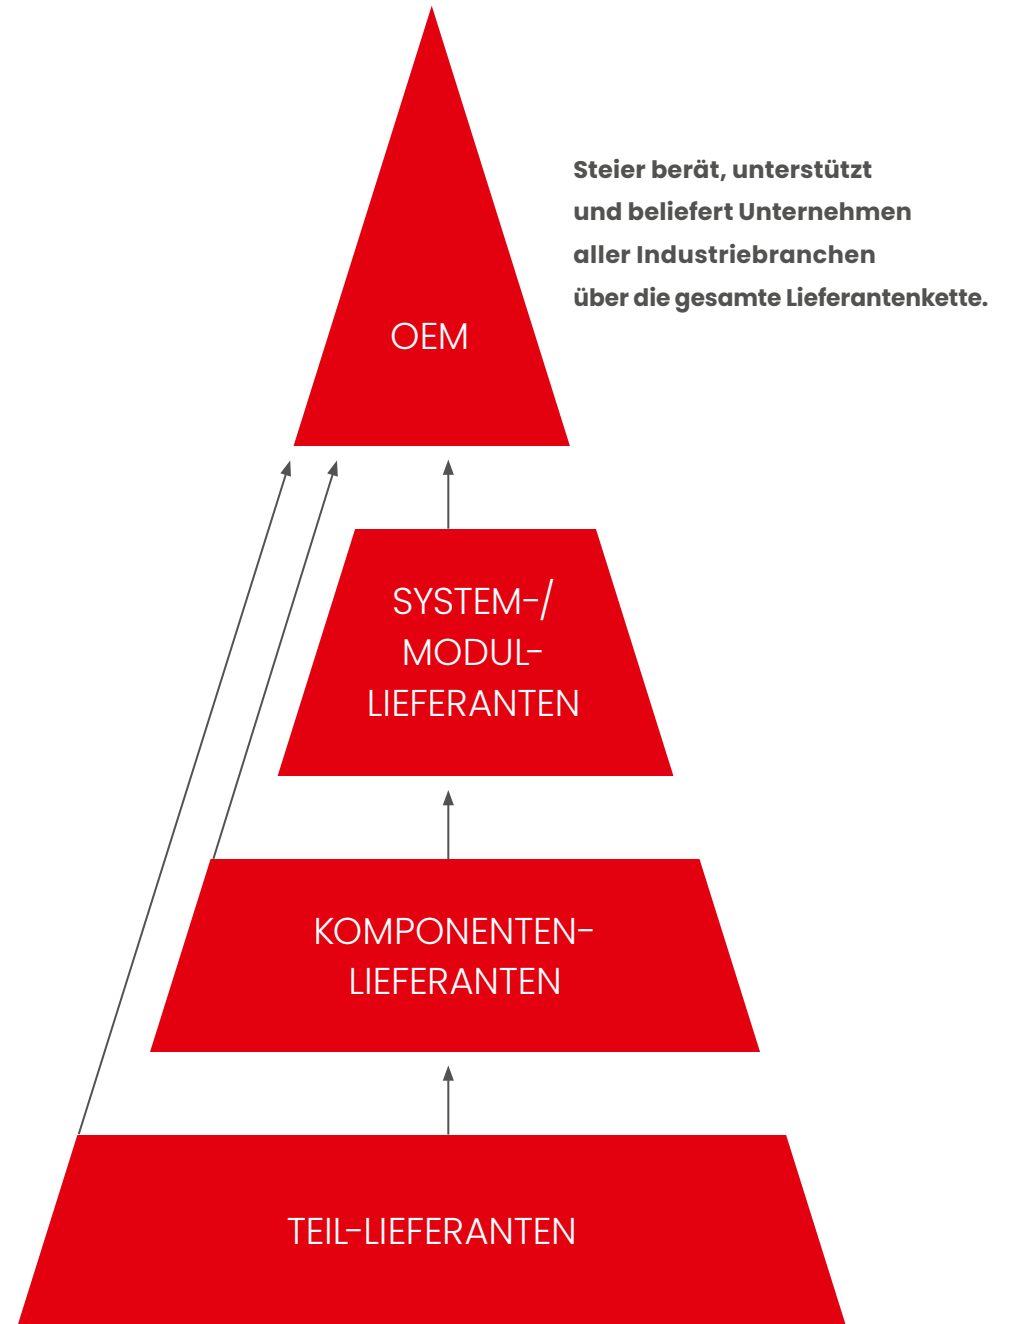 Steier berät, unterstützt
und beliefert Unternehmen
aller Industriebranchen
über die gesamte Lieferantenkette.
OEM
SYSTEM-/
MODUL-
LIEFERANTEN
KOMPONENTEN-
LIEFERANTEN
TEIL-LIEFERANTEN